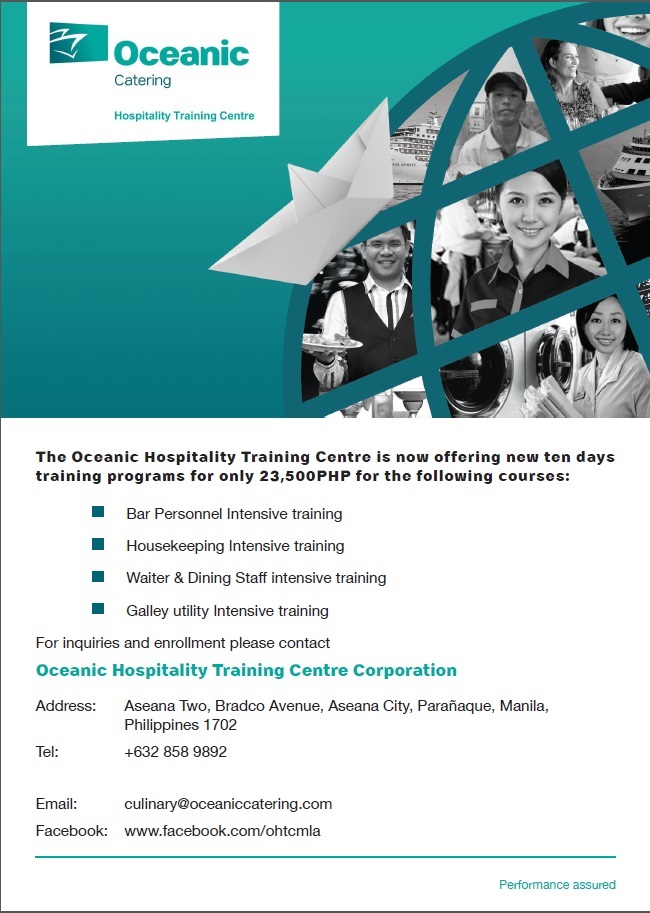 Oceanic
Catering
Hospitality Training Centre
The Oceanic Hospitality Training Centre is now offering new ten days
training programs for only 23,500PHP for the following courses:
Bar Personnel Intensive training
Housekeeping Intensive training
Waiter & Dining Staff intensive training
Galley utility Intensive training
For inquiries and enrollment please contact
Oceanic Hospitality Training Centre Corporation
Address: Aseana Two, Bradco Avenue, Aseana City, Parañaque, Manila,
Philippines 1702
Tel: +632 858 9892
Email: culinary@oceaniccatering.com
Facebook: www.facebook.com/ohtcmla
Performance assured